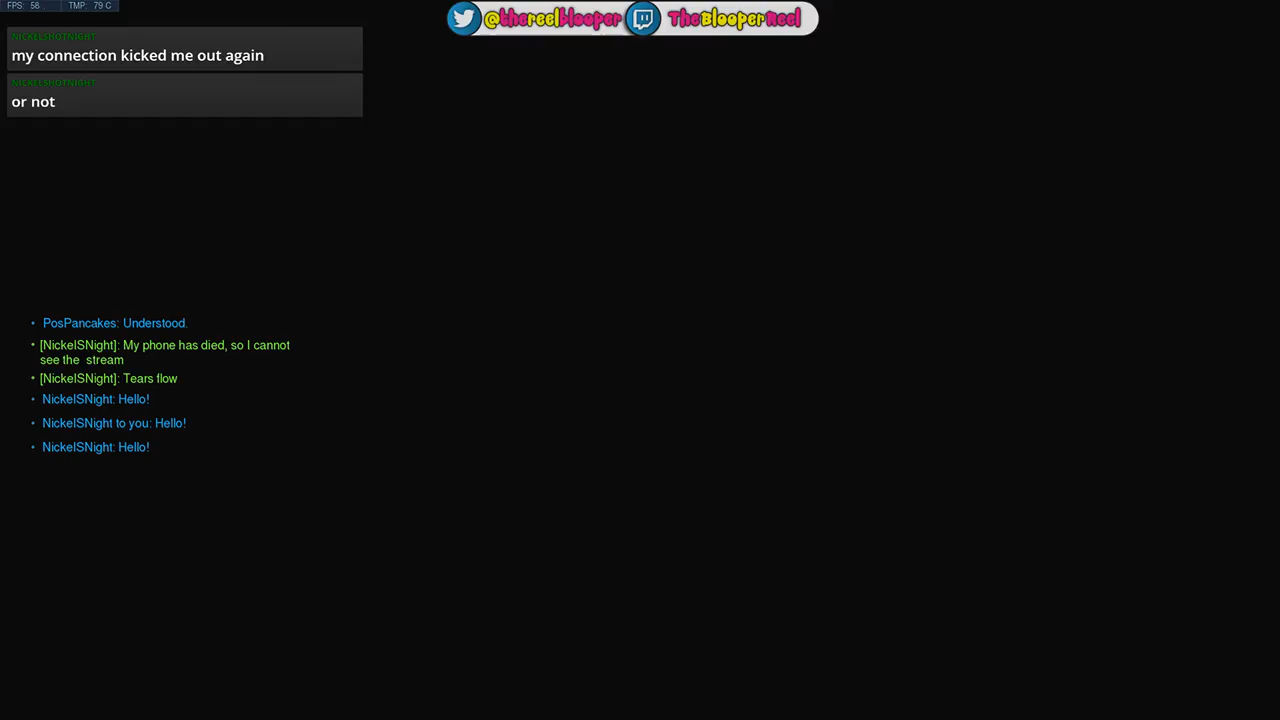 FPS: 58 TMP: 79 C
@thereelblooper TheBlooperReel
NICKELSHOTNIGHT
my connection kicked me out again
NICKELSHOTNIGHT
or not
• PosPancakes: Understood.
• [NickelSNight]: My phone has died, so I cannot
see the stream
• [NickelSNight]: Tears flow
• NickelSNight: Hello!
• NickelSNight to you: Hello!
• NickelSNight: Hello!